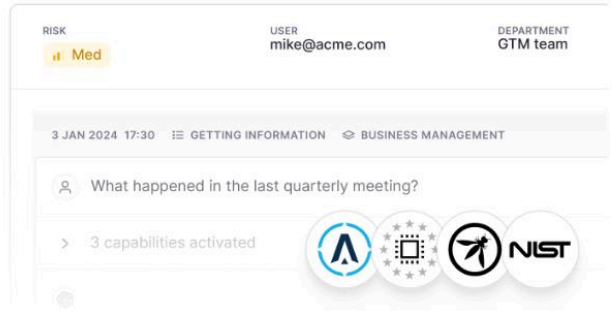 RISK
USER
DEPARTMENT
Med
mike@acme.com
GTM team
3 JAN 2024 17:30 GETTING INFORMATION BUSINESS MANAGEMENT
What happened in the last quarterly meeting?
3 capabilities activated
NIST